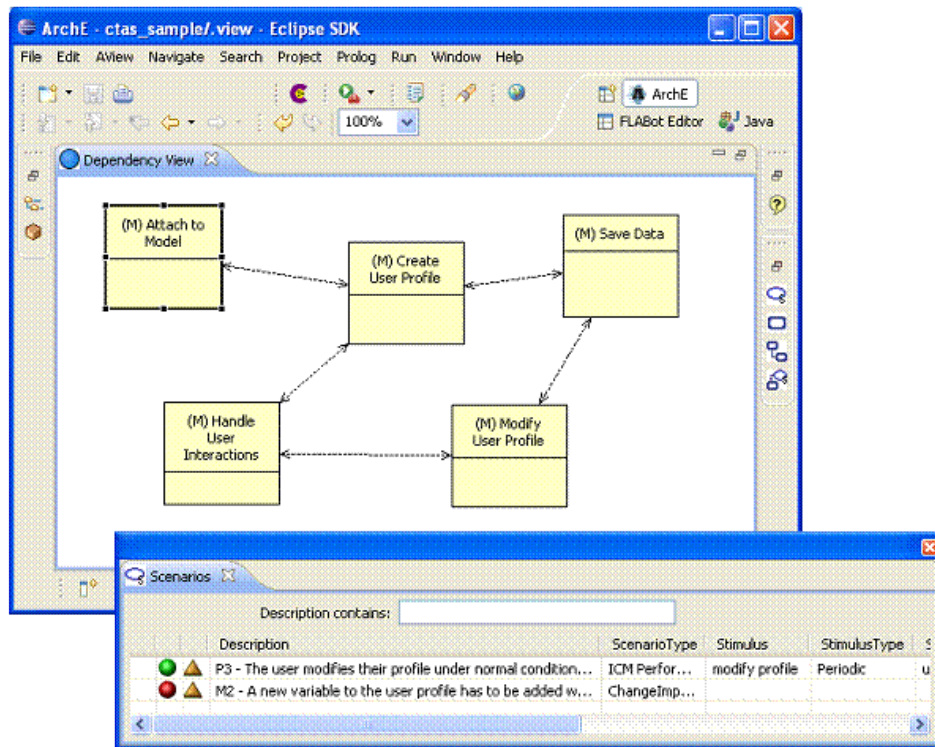 ArchE - ctas_sample/.view - Eclipse SDK
File Edit AView Navigate Search Project Prolog Run Window Help
ArchE
100%
FLABot Editor Java
Dependency View
(M) Attach to
Model
(M) Create
User Profile
(M) Save Data
(M) Handle
User
Interactions
(M) Modify
User Profile
Scenarios
Description contains:
Description ScenarioType Stimulus StimulusType S
P3 - The user modifies their profile under normal condition... ICM Perfor... modify profile Periodic u
M2 - A new variable to the user profile has to be added w... ChangeImp...